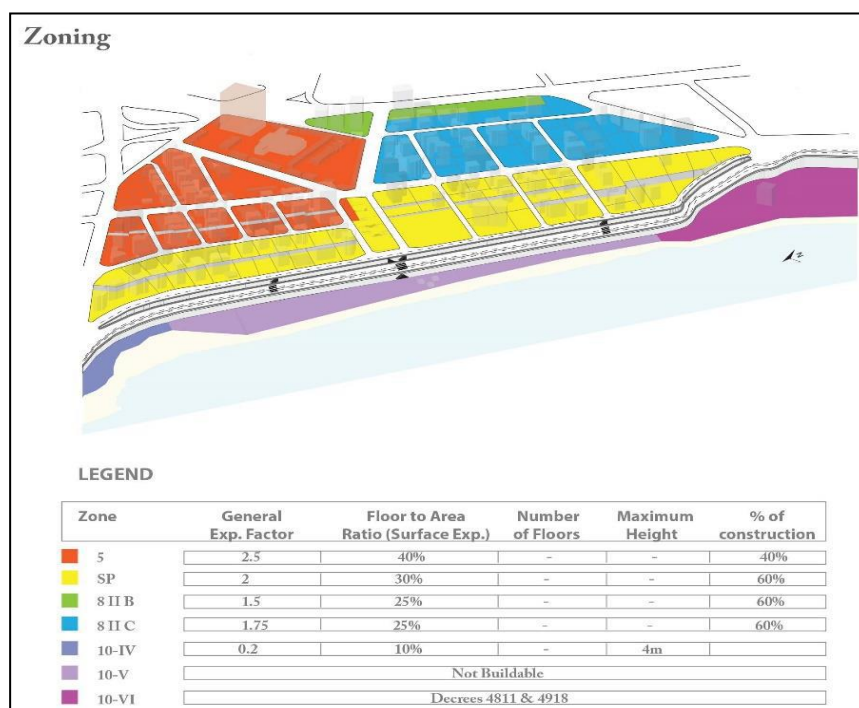 Zoning
N
LEGEND
Zone General Exp. Factor Floor to Area Ratio (Surface Exp.) Number of Floors Maximum Height % of construction
5 2.5 40% - - 40%
SP 2 30% - - 60%
8 II B 1.5 25% - - 60%
8 II C 1.75 25% - - 60%
10-IV 0.2 10% - 4m
10-V Not Buildable
10-VI Decrees 4811 & 4918